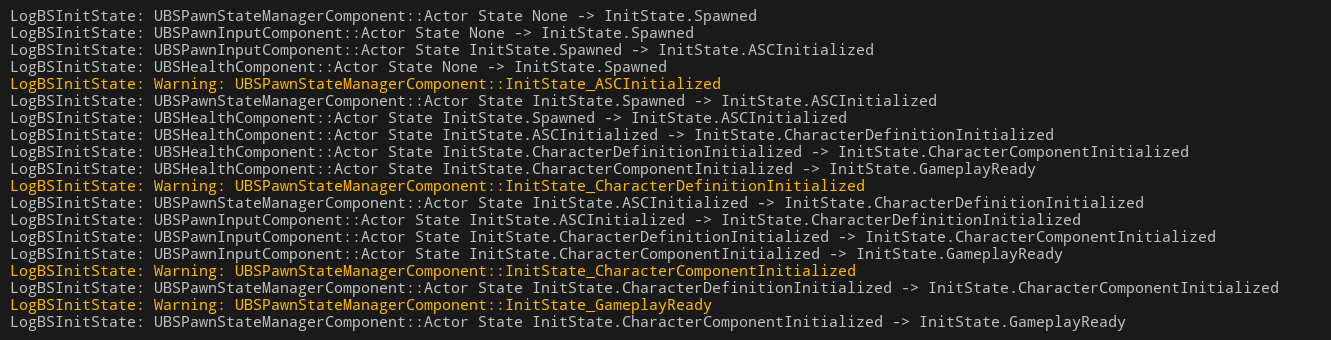 LogBSInitState: UBSPawnStateManagerComponent::Actor State None -> InitState.Spawned
LogBSInitState: UBSPawnInputComponent::Actor State None -> InitState.Spawned
LogBSInitState: UBSPawnInputComponent::Actor State InitState.Spawned -> InitState.ASCInitialized
LogBSInitState: UBSHealthComponent::Actor State None -> InitState.Spawned
LogBSInitState: Warning: UBSPawnStateManagerComponent::InitState_ASCInitialized
LogBSInitState: UBSPawnStateManagerComponent::Actor State InitState.Spawned -> InitState.ASCInitialized
LogBSInitState: UBSHealthComponent::Actor State InitState.Spawned -> InitState.ASCInitialized
LogBSInitState: UBSHealthComponent::Actor State InitState.ASCInitialized -> InitState.CharacterDefinitionInitialized
LogBSInitState: UBSHealthComponent::Actor State InitState.CharacterDefinitionInitialized -> InitState.CharacterComponentInitialized
LogBSInitState: UBSHealthComponent::Actor State InitState.CharacterComponentInitialized -> InitState.GameplayReady
LogBSInitState: Warning: UBSPawnStateManagerComponent::InitState_CharacterDefinitionInitialized
LogBSInitState: UBSPawnStateManagerComponent::Actor State InitState.ASCInitialized -> InitState.CharacterDefinitionInitialized
LogBSInitState: UBSPawnInputComponent::Actor State InitState.ASCInitialized -> InitState.CharacterDefinitionInitialized
LogBSInitState: UBSPawnInputComponent::Actor State InitState.CharacterDefinitionInitialized -> InitState.CharacterComponentInitialized
LogBSInitState: UBSPawnInputComponent::Actor State InitState.CharacterComponentInitialized -> InitState.GameplayReady
LogBSInitState: Warning: UBSPawnStateManagerComponent::InitState_CharacterComponentInitialized
LogBSInitState: UBSPawnStateManagerComponent::Actor State InitState.CharacterDefinitionInitialized -> InitState.CharacterComponentInitialized
LogBSInitState: Warning: UBSPawnStateManagerComponent::InitState_GameplayReady
LogBSInitState: UBSPawnStateManagerComponent::Actor State InitState.CharacterComponentInitialized -> InitState.GameplayReady